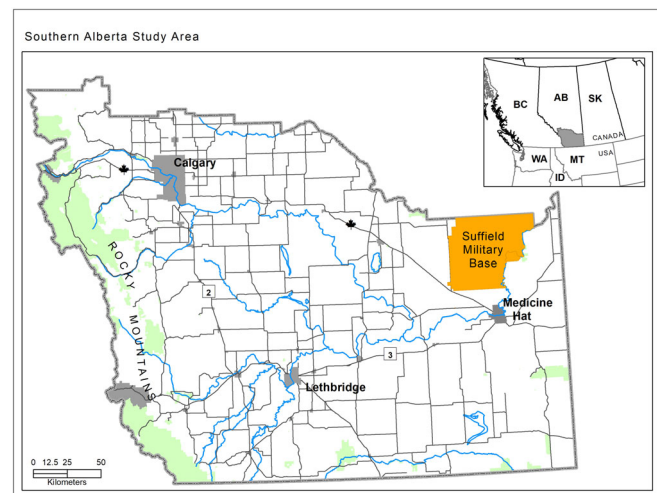 Southern Alberta Study Area
BC
AB
SK
CANADA
USA
WA
MT
ID
Calgary
Suffield
Military
Base
ROCKY MOUNTAINS
2
Medicine
Hat
3
Lethbridge
0 12.5 25 50
Kilometers